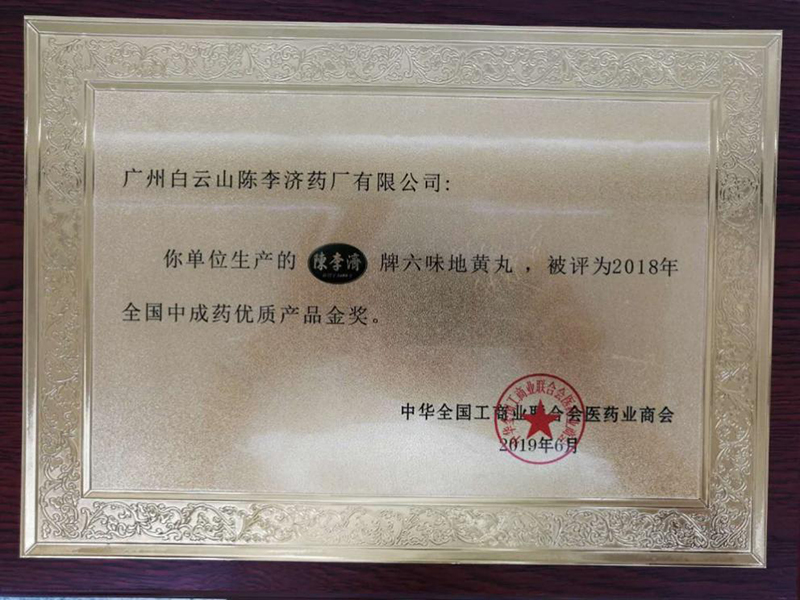 广州白云山陈李济药厂有限公司:
你单位生产的 陳李濟 牌六味地黄丸，被评为2018年
全国中成药优质产品金奖。
中华全国工商业联合会医药业商会
2019年6月